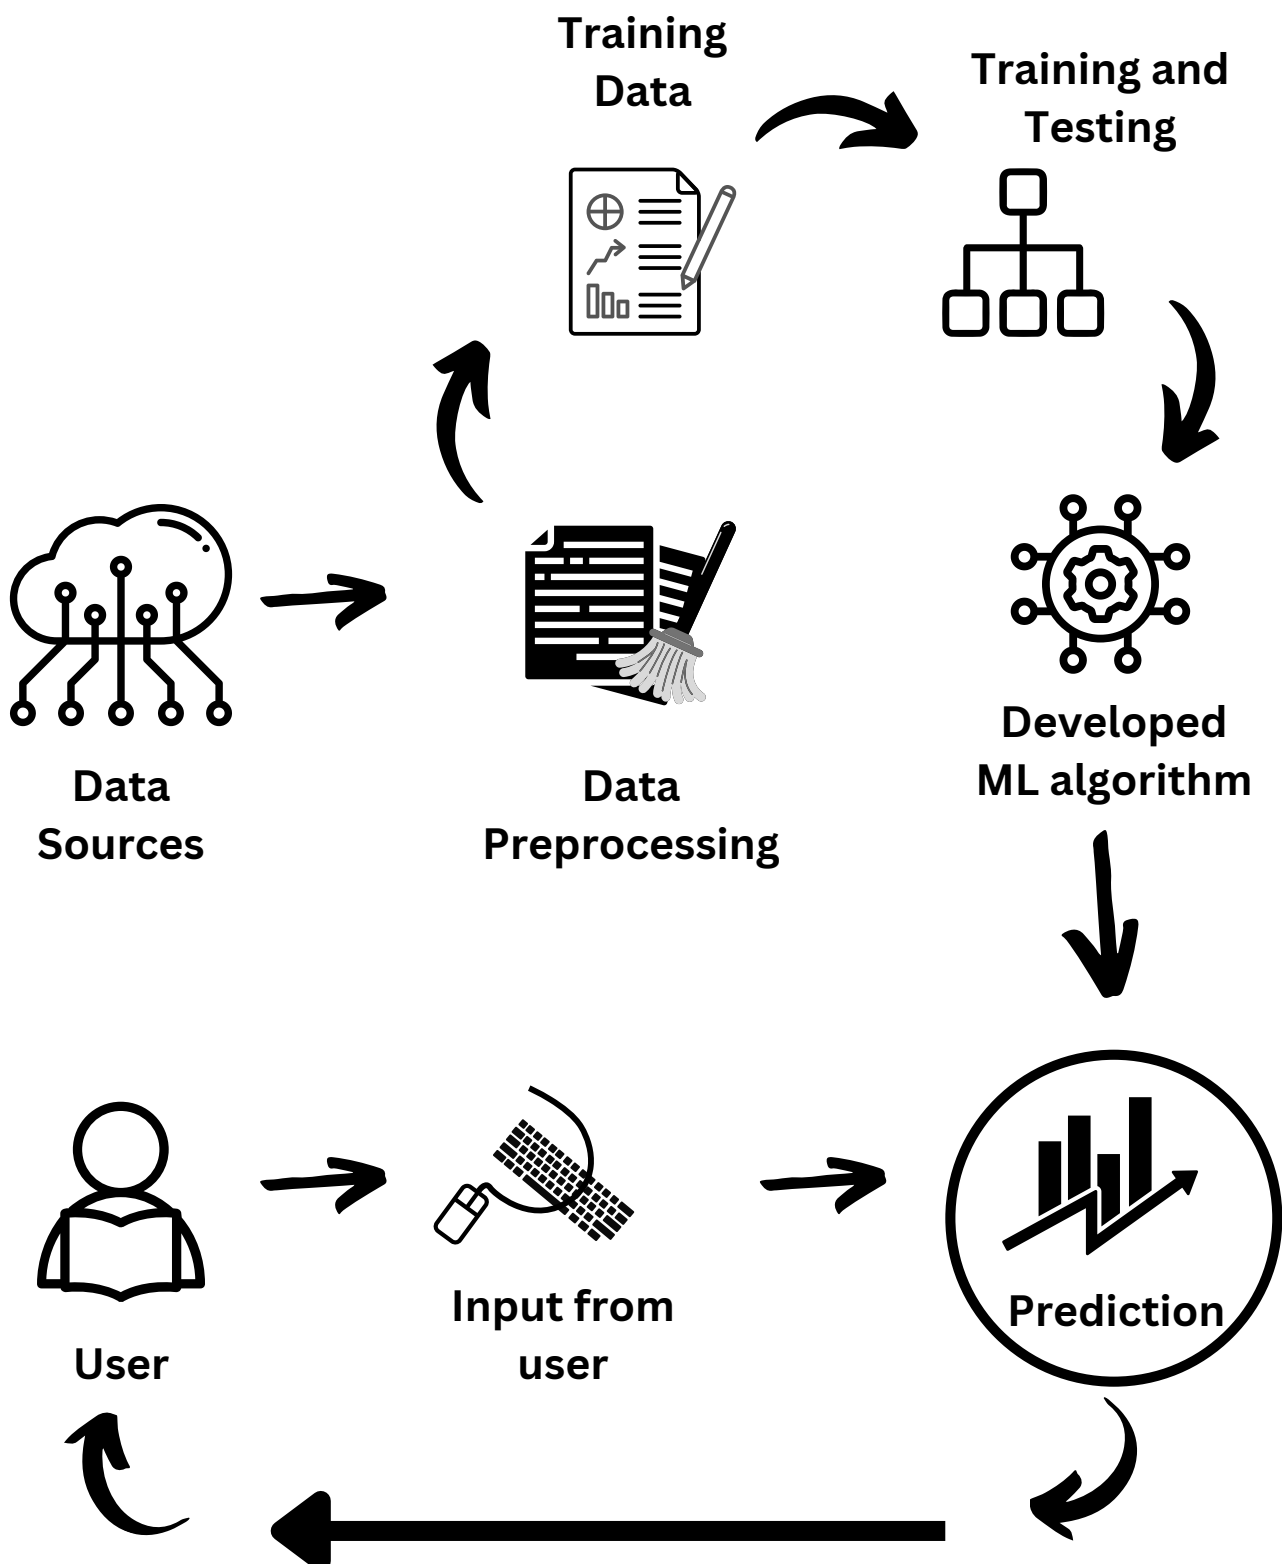 Training
Data
Training and
Testing
Data
Sources
Data
Preprocessing
Developed
ML algorithm
User
Input from
user
Prediction